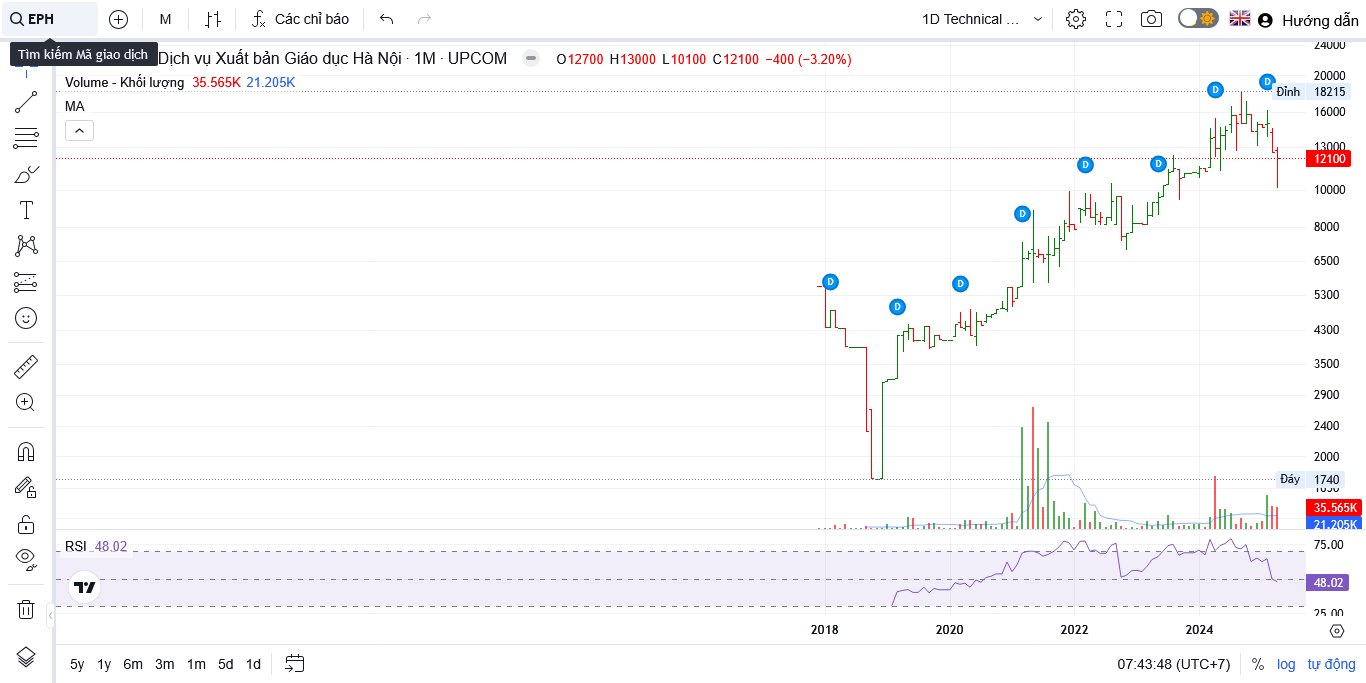 EPH M Các chỉ báo 1D Technical ... Hướng dẫn
Tìm kiếm Mã giao dịch
Dịch vụ Xuất bản Giáo dục Hà Nội · 1M · UPCOM O12700 H13000 L10100 C12100 −400 (−3.20%)
Volume - Khối lượng 35.565K 21.205K
MA
24000
20000
Đỉnh 18215
16000
13000
12100
10000
8000
6500
5300
4300
3500
2900
2400
2000
Đáy 1740
35.565K
21.205K
D
D
D
D
D
D
D
D
RSI 48.02
75.00
48.02
25.00
2018 2020 2022 2024
5y 1y 6m 3m 1m 5d 1d 07:43:48 (UTC+7) % log tự động